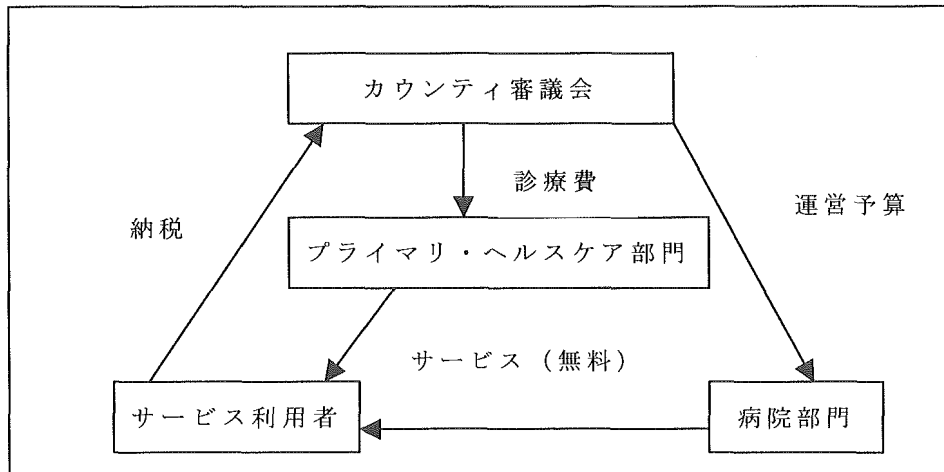 カウンティ審議会
診療費
運営予算
納税
プライマリ・ヘルスケア部門
サービス（無料）
サービス利用者
病院部門